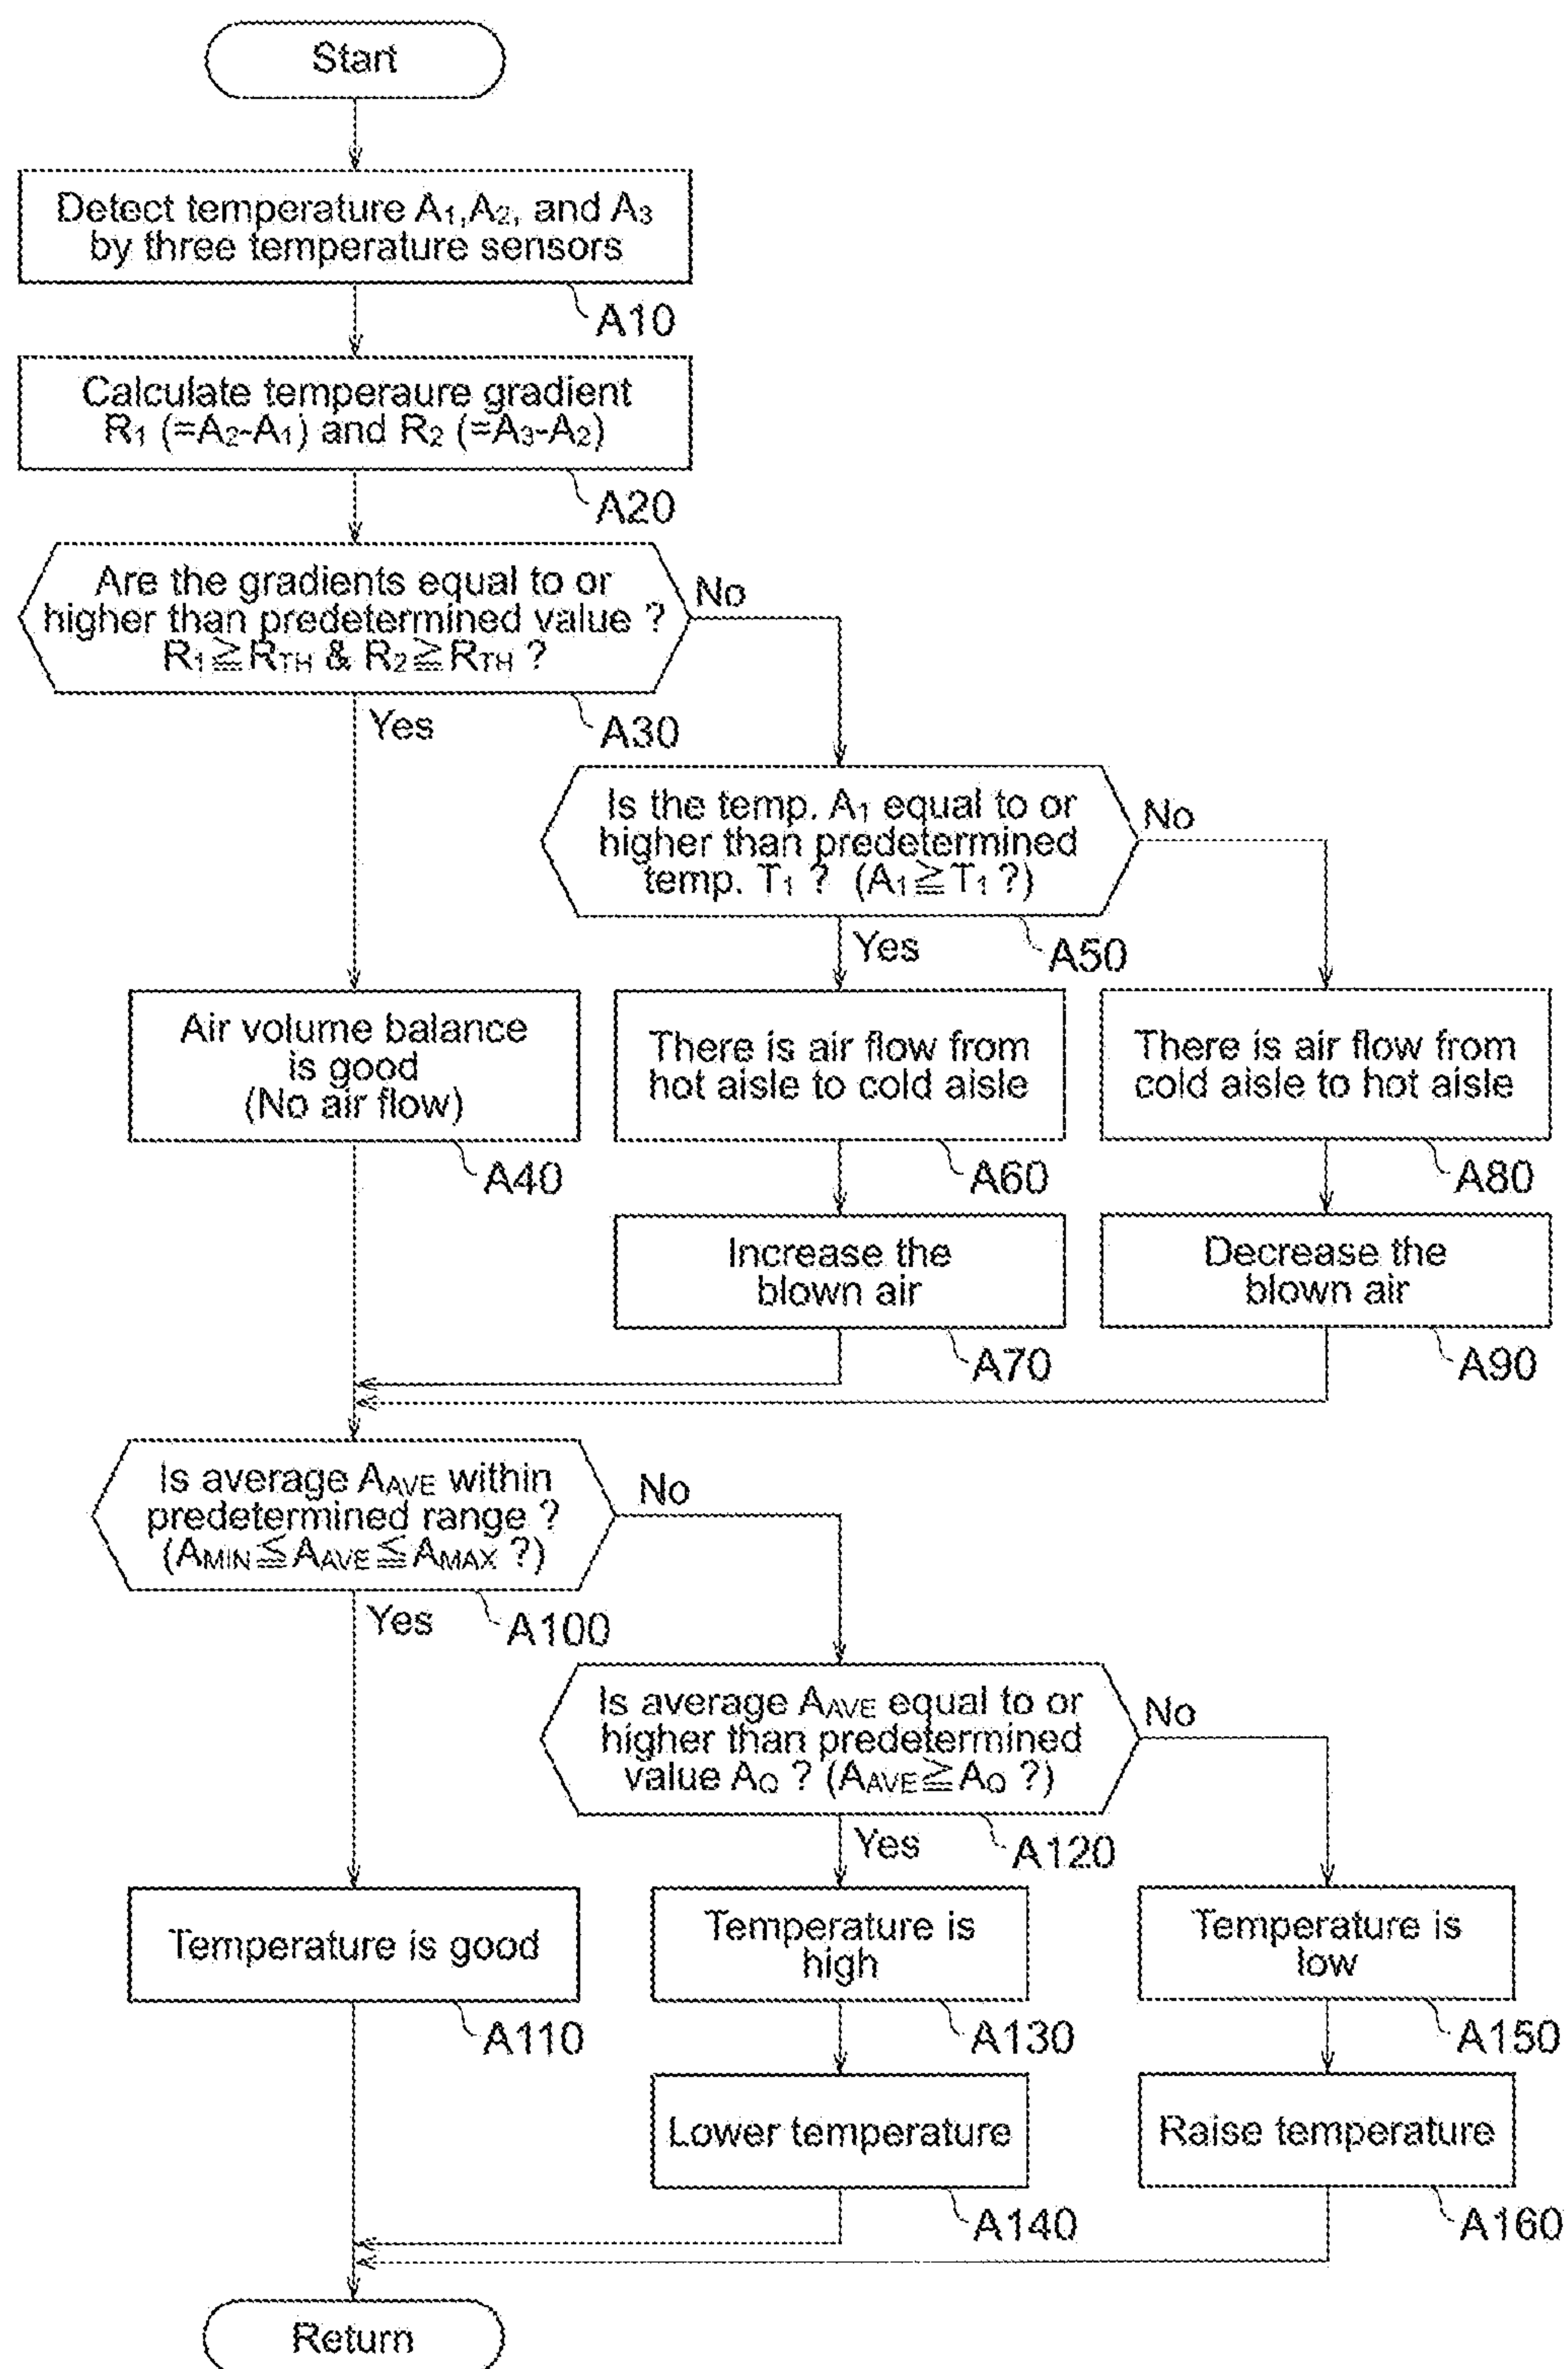 Start
Detect temperature A₁,A₂, and A₃
by three temperature sensors
A10
Calculate temperaure gradient
R₁ (=A₂-A₁) and R₂ (=A₃-A₂)
A20
Are the gradients equal to or
higher than predetermined value ?
R₁≧RTH & R₂≧RTH ?
No
Yes
A30
Is the temp. A₁ equal to or
higher than predetermined
temp. T₁ ? (A₁≧T₁ ?)
No
Yes
A50
Air volume balance
is good
(No air flow)
A40
There is air flow from
hot aisle to cold aisle
A60
There is air flow from
cold aisle to hot aisle
A80
Increase the
blown air
A70
Decrease the
blown air
A90
Is average AAVE within
predetermined range ?
(AMIN≦AAVE≦AMAX ?)
No
Yes
A100
Is average AAVE equal to or
higher than predetermined
value AO ? (AAVE≧AO ?)
No
Yes
A120
Temperature is good
A110
Temperature is
high
A130
Temperature is
low
A150
Lower temperature
A140
Raise temperature
A160
Return